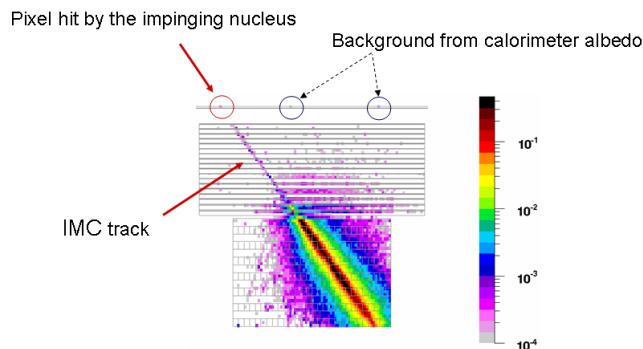 Pixel hit by the impinging nucleus
Background from calorimeter albedo
IMC track
10⁻¹
10⁻²
10⁻³
10⁻⁴